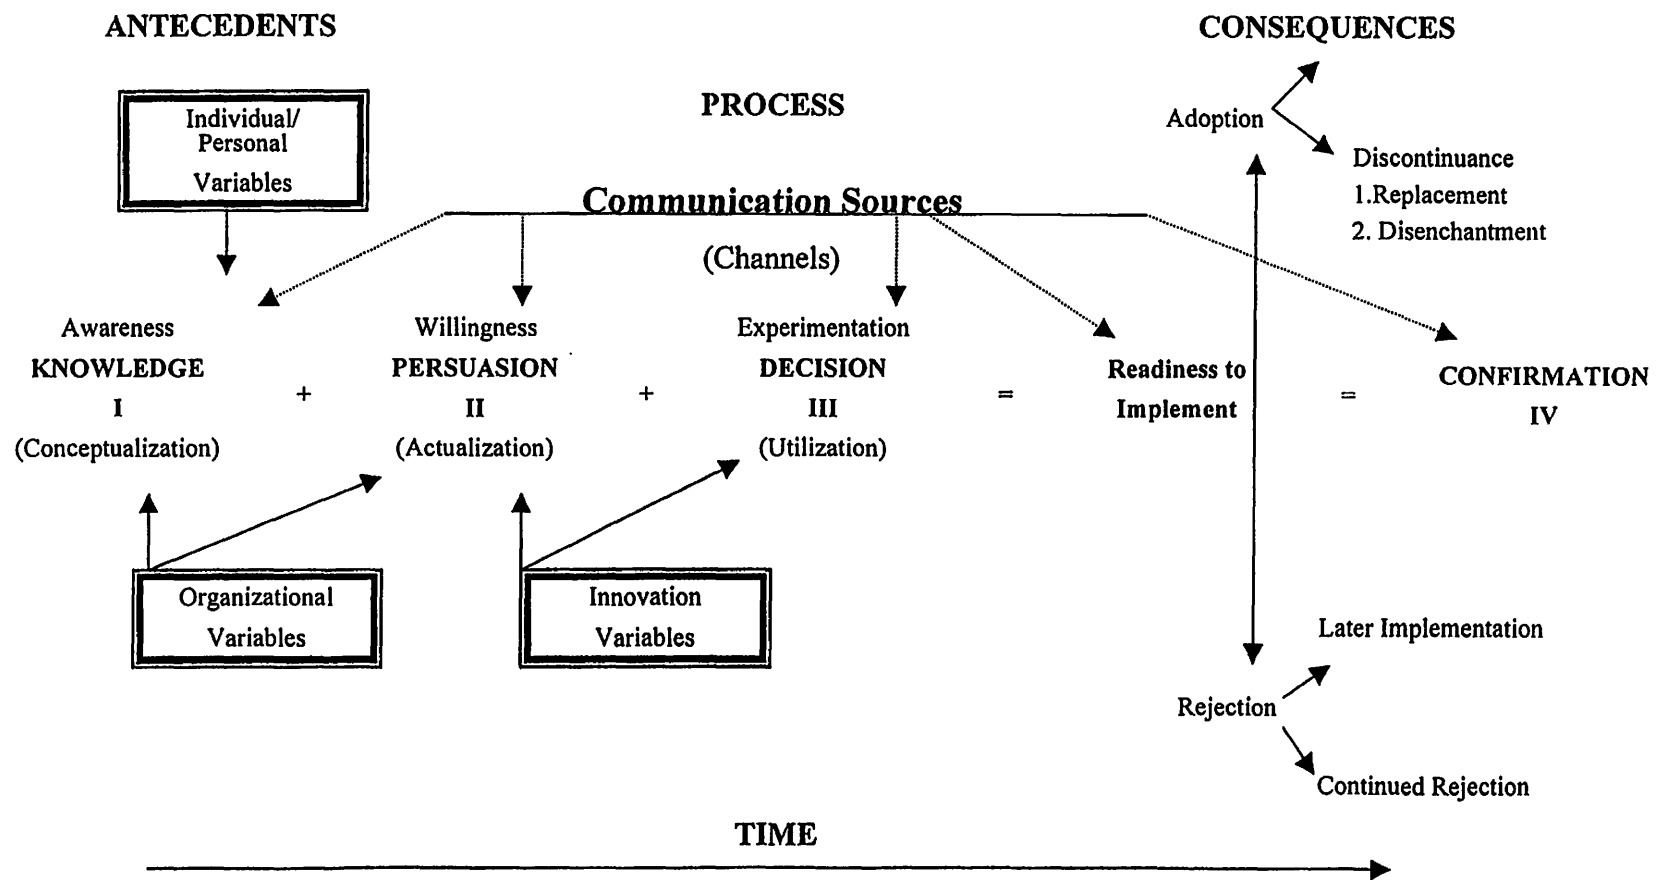 ANTECEDENTS
CONSEQUENCES
Individual/
Personal
Variables
PROCESS
Adoption
Discontinuance
1.Replacement
2. Disenchantment
Communication Sources
(Channels)
Awareness
KNOWLEDGE
I
(Conceptualization)
+
Willingness
PERSUASION
II
(Actualization)
+
Experimentation
DECISION
III
(Utilization)
=
Readiness to
Implement
=
CONFIRMATION
IV
Organizational
Variables
Innovation
Variables
Later Implementation
Rejection
Continued Rejection
TIME